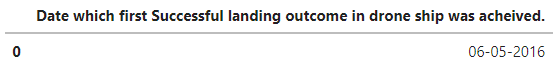 Date which first Successful landing outcome in drone ship was acheived.
0 06-05-2016